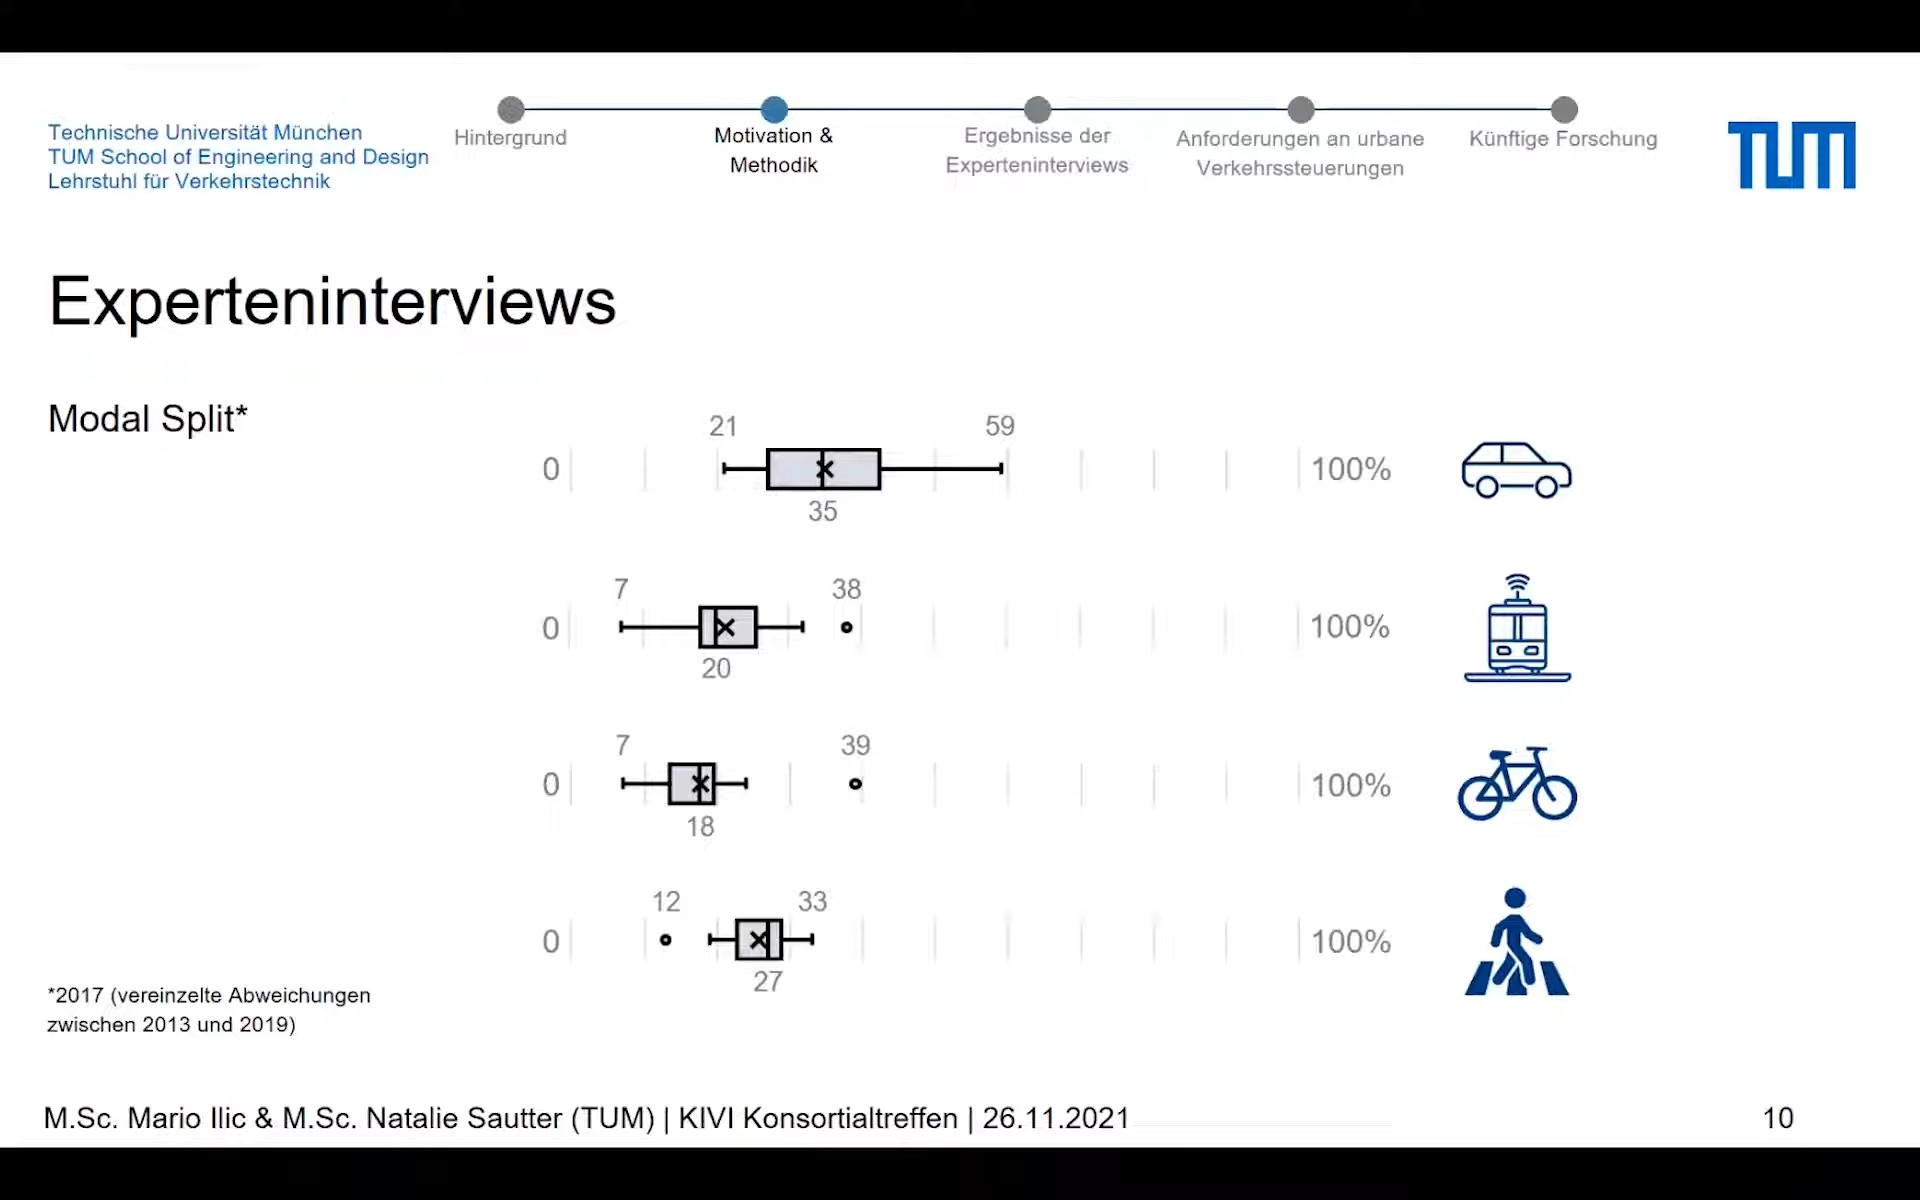 Technische Universität München
TUM School of Engineering and Design
Lehrstuhl für Verkehrstechnik
Hintergrund
Motivation &
Methodik
Ergebnisse der
Experteninterviews
Anforderungen an urbane
Verkehrssteuerungen
Künftige Forschung
TUM
Experteninterviews
Modal Split*
21
59
0
100%
35
7
38
0
100%
20
7
39
0
100%
18
12
33
0
100%
27
*2017 (vereinzelte Abweichungen
zwischen 2013 und 2019)
M.Sc. Mario Ilic & M.Sc. Natalie Sautter (TUM) | KIVI Konsortialtreffen | 26.11.2021
10